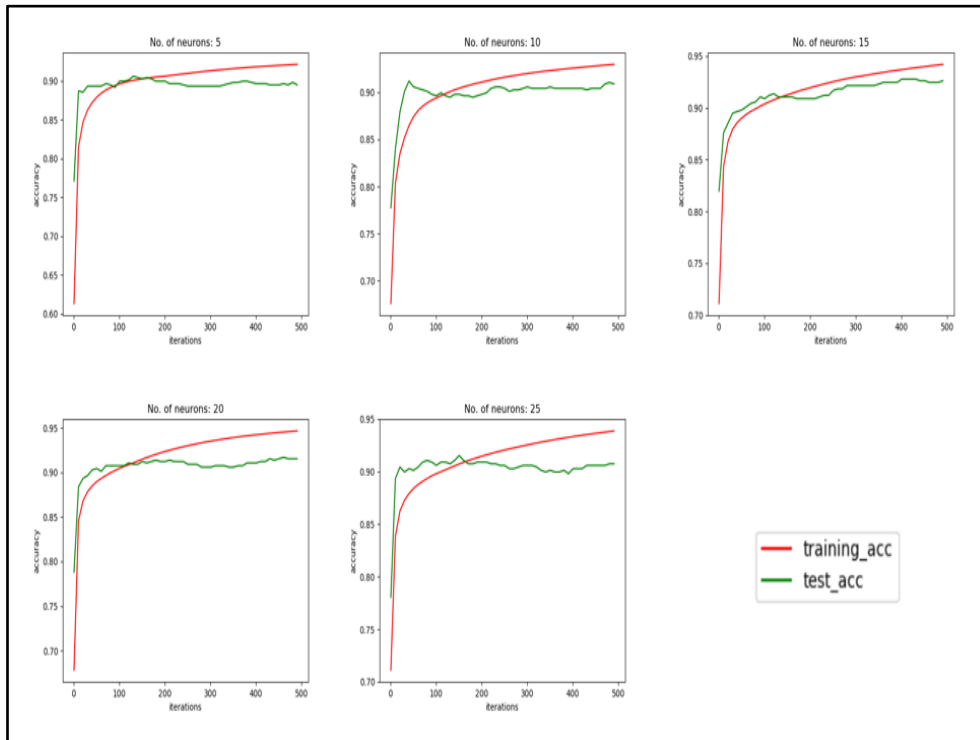 No. of neurons: 5
0.90
0.85
0.80
0.75
0.70
0.65
0.60
accuracy
0 100 200 300 400 500
iterations
No. of neurons: 10
0.90
0.85
0.80
0.75
0.70
accuracy
0 100 200 300 400 500
iterations
No. of neurons: 15
0.95
0.90
0.85
0.80
0.75
0.70
accuracy
0 100 200 300 400 500
iterations
No. of neurons: 20
0.95
0.90
0.85
0.80
0.75
0.70
accuracy
0 100 200 300 400 500
iterations
No. of neurons: 25
0.95
0.90
0.85
0.80
0.75
0.70
accuracy
0 100 200 300 400 500
iterations
training_acc
test_acc